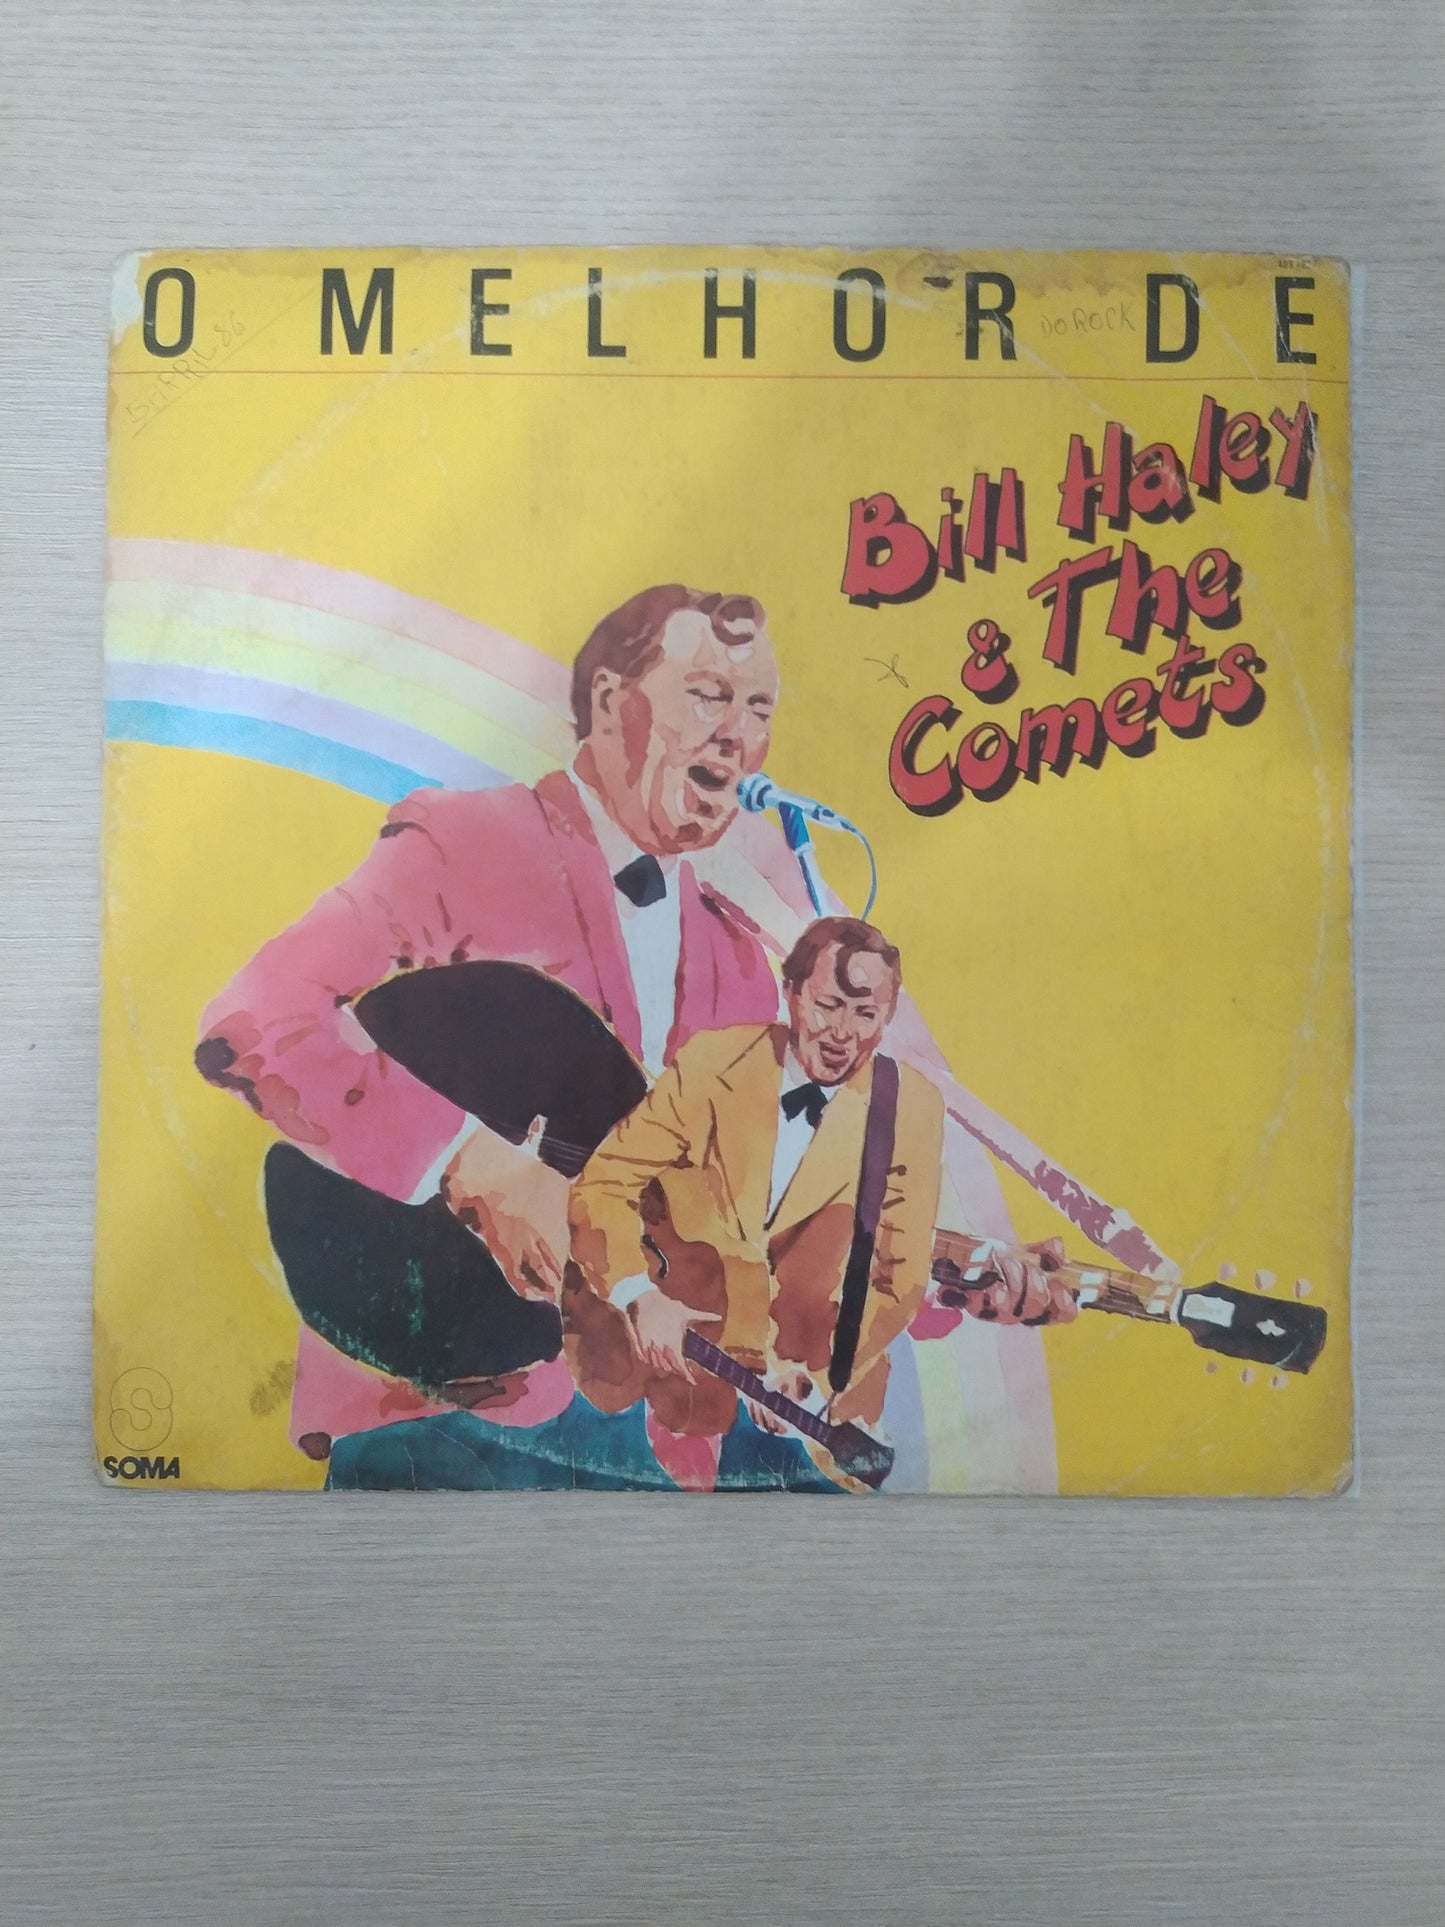 O MELHOR DE
DO ROCK
Bill Haley
& The
Comets
SOMA